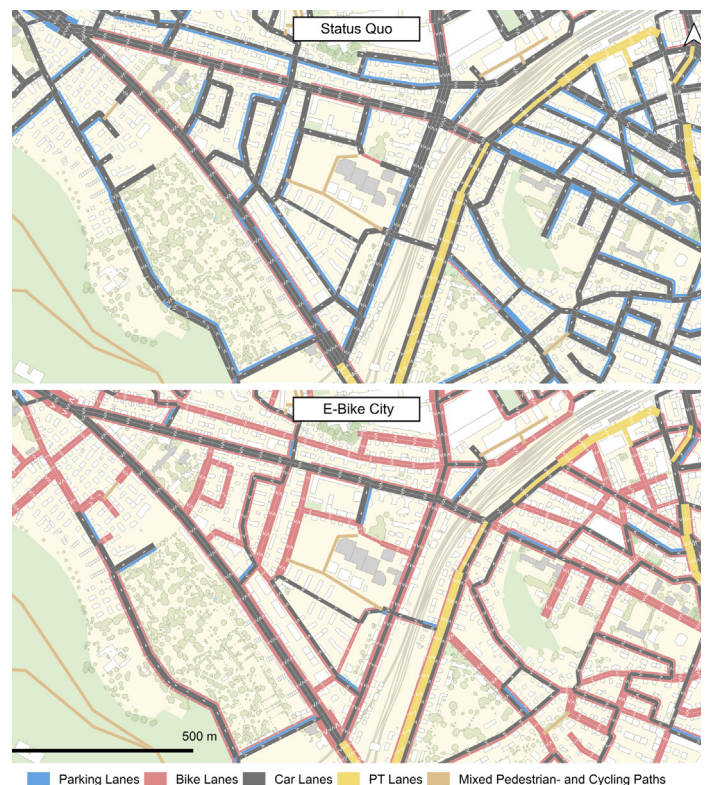 Status Quo
E-Bike City
500 m
Parking Lanes Bike Lanes Car Lanes PT Lanes Mixed Pedestrian- and Cycling Paths